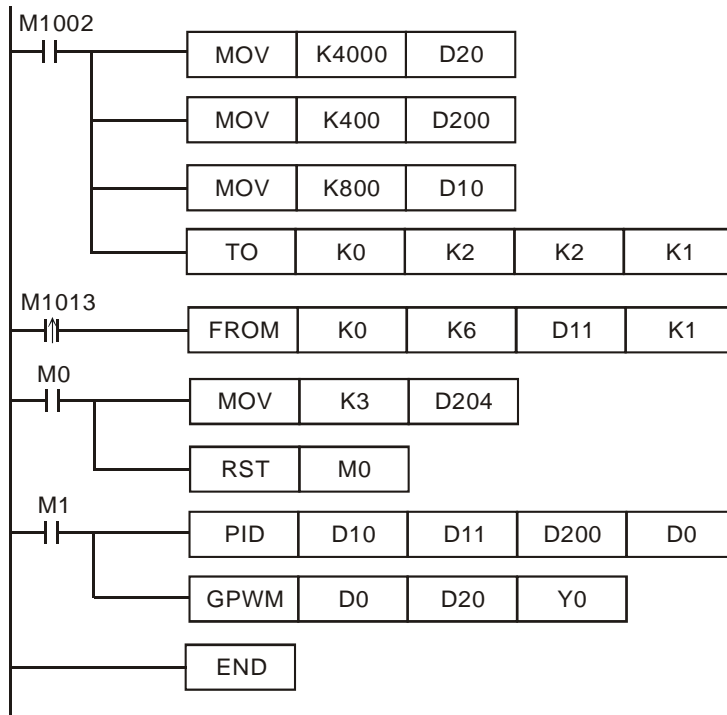 M1002
MOV K4000 D20
MOV K400 D200
MOV K800 D10
TO K0 K2 K2 K1
M1013
FROM K0 K6 D11 K1
M0
MOV K3 D204
RST M0
M1
PID D10 D11 D200 D0
GPWM D0 D20 Y0
END